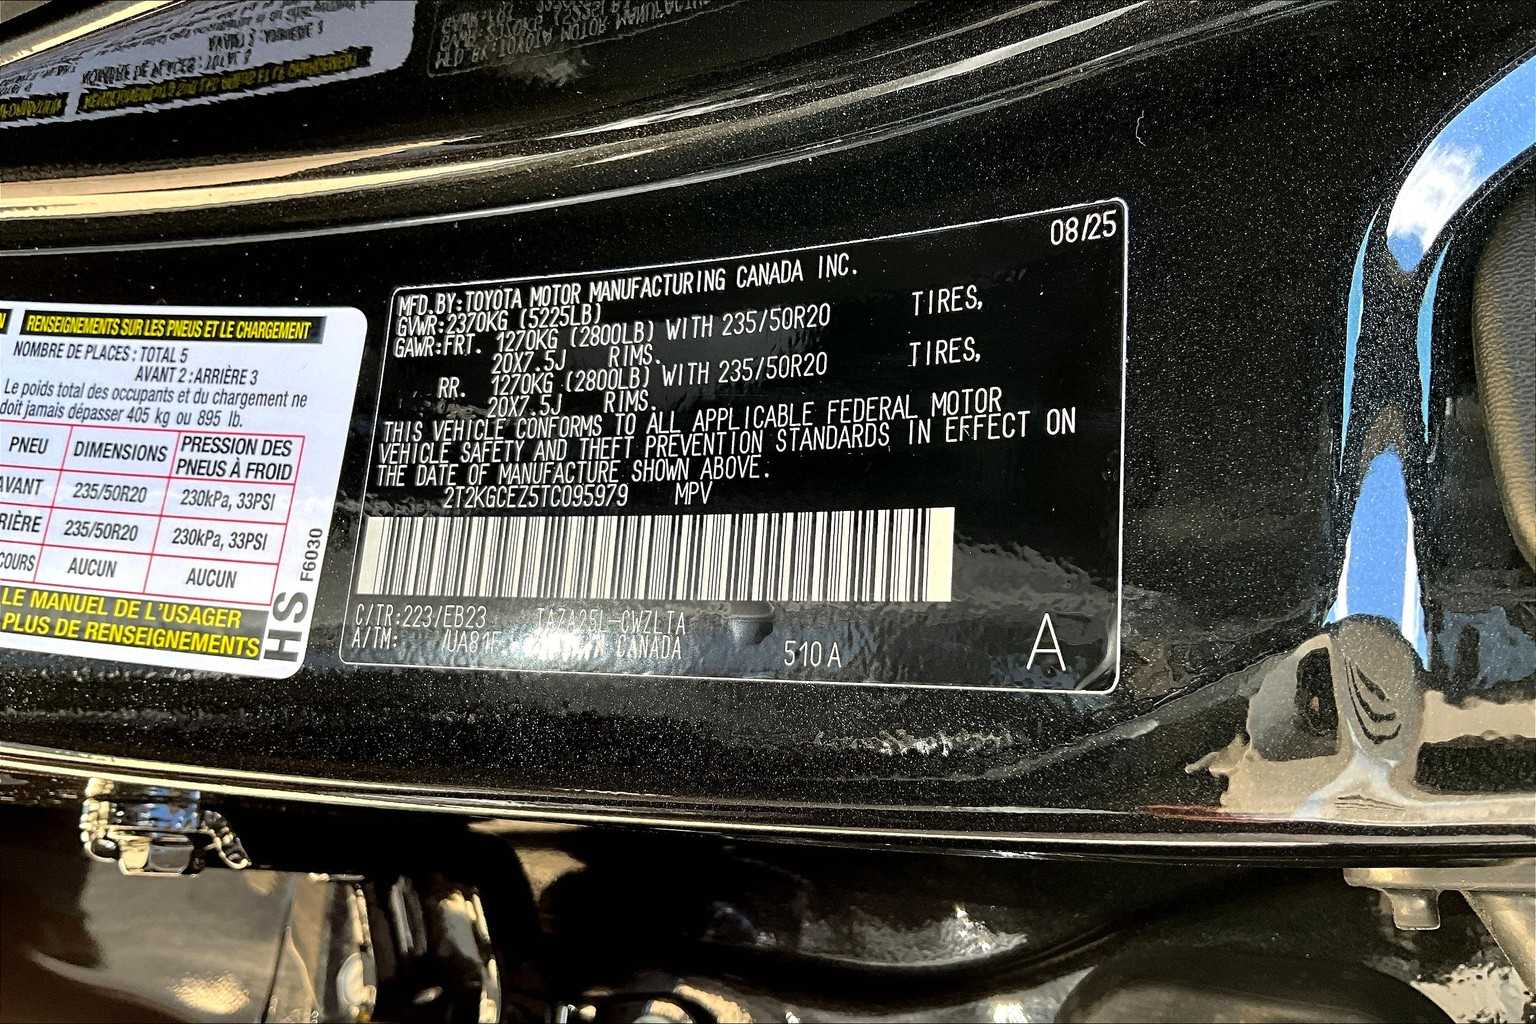 RENSEIGNEMENTS SUR LES PNEUS ET LE CHARGEMENT
NOMBRE DE PLACES : TOTAL 5
AVANT 2 : ARRIÈRE 3
Le poids total des occupants et du chargement ne
doit jamais dépasser 405 kg ou 895 lb.
PNEU DIMENSIONS PRESSION DES PNEUS À FROID
AVANT 235/50R20 230kPa, 33PSI
RIÈRE 235/50R20 230kPa, 33PSI
COURS AUCUN AUCUN
LE MANUEL DE L'USAGER
PLUS DE RENSEIGNEMENTS
HS F6030
08/25
MFD. BY: TOYOTA MOTOR MANUFACTURING CANADA INC.
GVWR: 2370KG (5225LB)
GAWR: FRT. 1270KG (2800LB) WITH 235/50R20 TIRES,
20X7.5J RIMS.
RR. 1270KG (2800LB) WITH 235/50R20 TIRES,
20X7.5J RIMS.
THIS VEHICLE CONFORMS TO ALL APPLICABLE FEDERAL MOTOR
VEHICLE SAFETY AND THEFT PREVENTION STANDARDS IN EFFECT ON
THE DATE OF MANUFACTURE SHOWN ABOVE.
2T2KGCEZ5TC095979 MPV
C/TR: 223/EB23 TAZA25L-CWZLTA
A/TM: CANADA 510 A
A